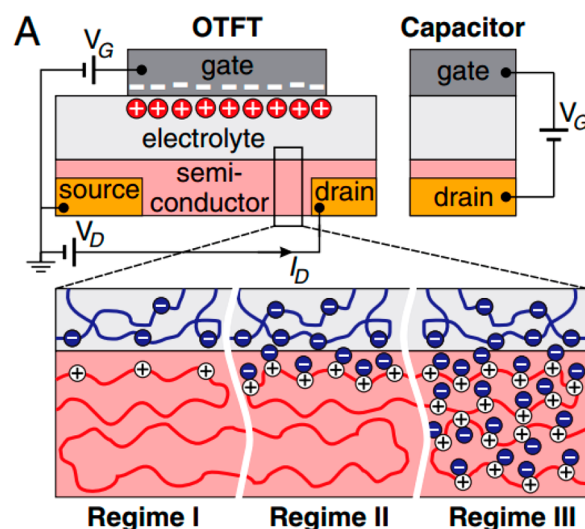 A
OTFT
Capacitor
V_G
gate
gate
V_G
electrolyte
source
semi-
conductor
drain
drain
V_D
I_D
Regime I
Regime II
Regime III